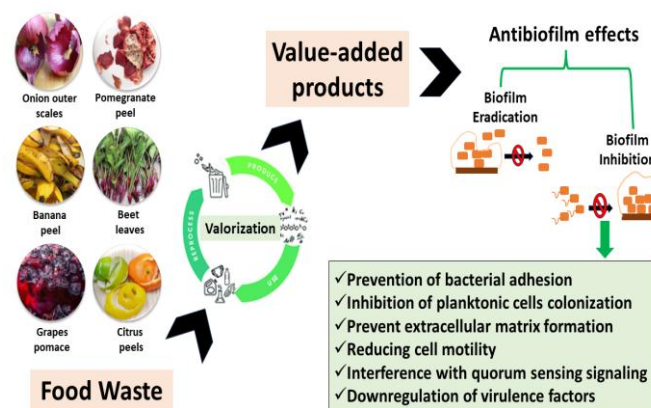 Onion outer
scales
Pomegranate
peel
Banana
peel
Beet
leaves
Grapes
pomace
Citrus
peels
Food Waste
PRODUCE
REPROCESS
Valorization
USE
Value-added
products
Antibiofilm effects
Biofilm
Eradication
Biofilm
Inhibition
✓Prevention of bacterial adhesion
✓Inhibition of planktonic cells colonization
✓Prevent extracellular matrix formation
✓Reducing cell motility
✓Interference with quorum sensing signaling
✓Downregulation of virulence factors